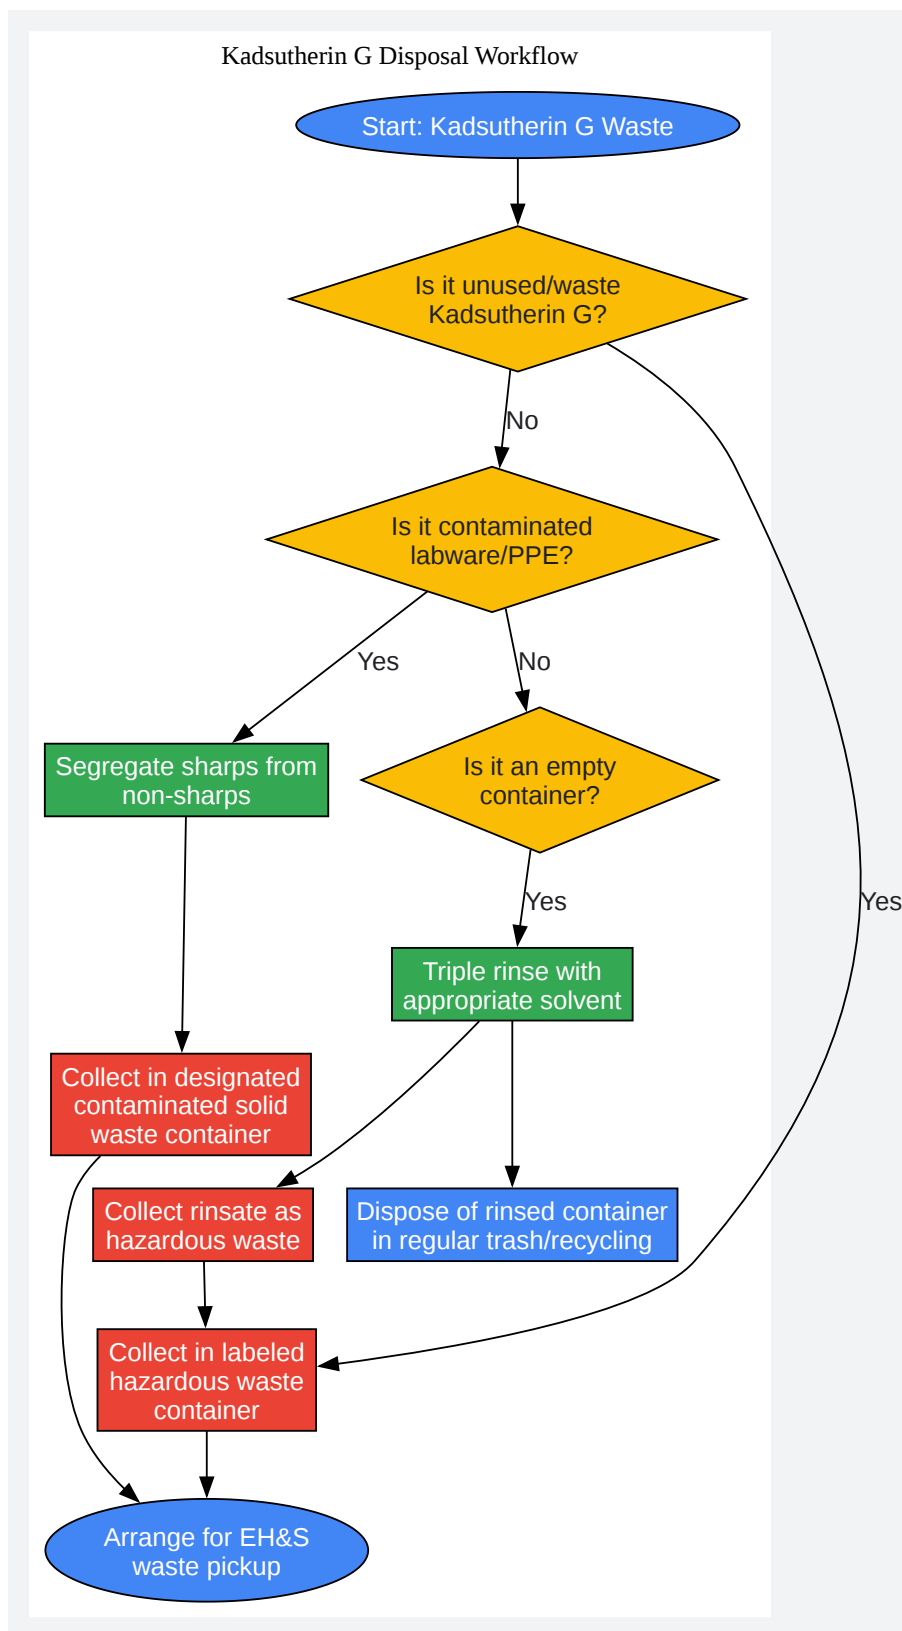 Kadsutherin G Disposal Workflow
Start: Kadsutherin G Waste
Is it unused/waste
Kadsutherin G?
No
Is it contaminated
labware/PPE?
Yes
No
Segregate sharps from
non-sharps
Is it an empty
container?
Yes
Yes
Triple rinse with
appropriate solvent
Collect in designated
contaminated solid
waste container
Collect rinsate as
hazardous waste
Dispose of rinsed container
in regular trash/recycling
Collect in labeled
hazardous waste
container
Arrange for EH&S
waste pickup